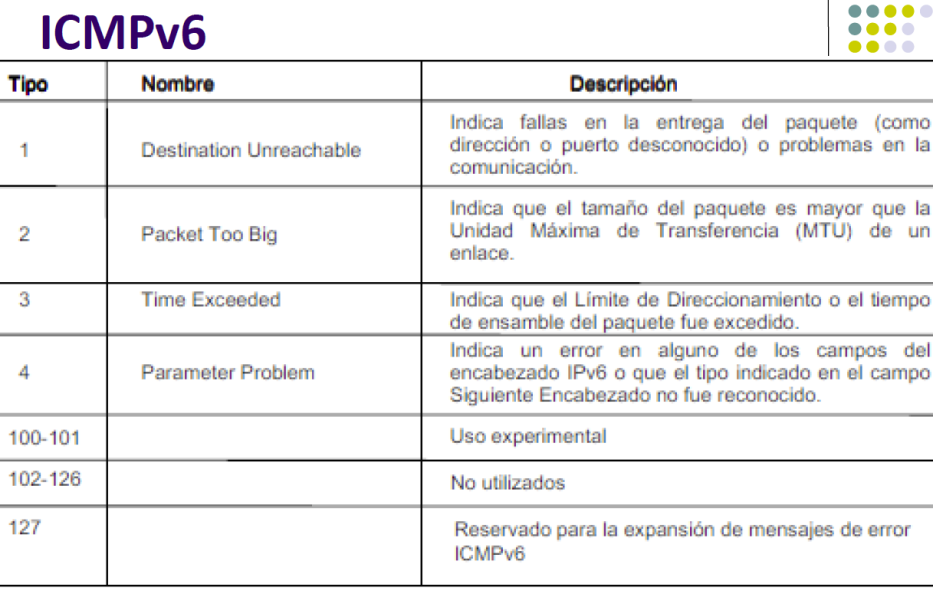 ICMPv6
Tipo Nombre Descripción
1 Destination Unreachable Indica fallas en la entrega del paquete (como
dirección o puerto desconocido) o problemas en la
comunicación.
2 Packet Too Big Indica que el tamaño del paquete es mayor que la
Unidad Máxima de Transferencia (MTU) de un
enlace.
3 Time Exceeded Indica que el Límite de Direccionamiento o el tiempo
de ensamble del paquete fue excedido.
4 Parameter Problem Indica un error en alguno de los campos del
encabezado IPv6 o que el tipo indicado en el campo
Siguiente Encabezado no fue reconocido.
100-101 Uso experimental
102-126 No utilizados
127 Reservado para la expansión de mensajes de error
ICMPv6